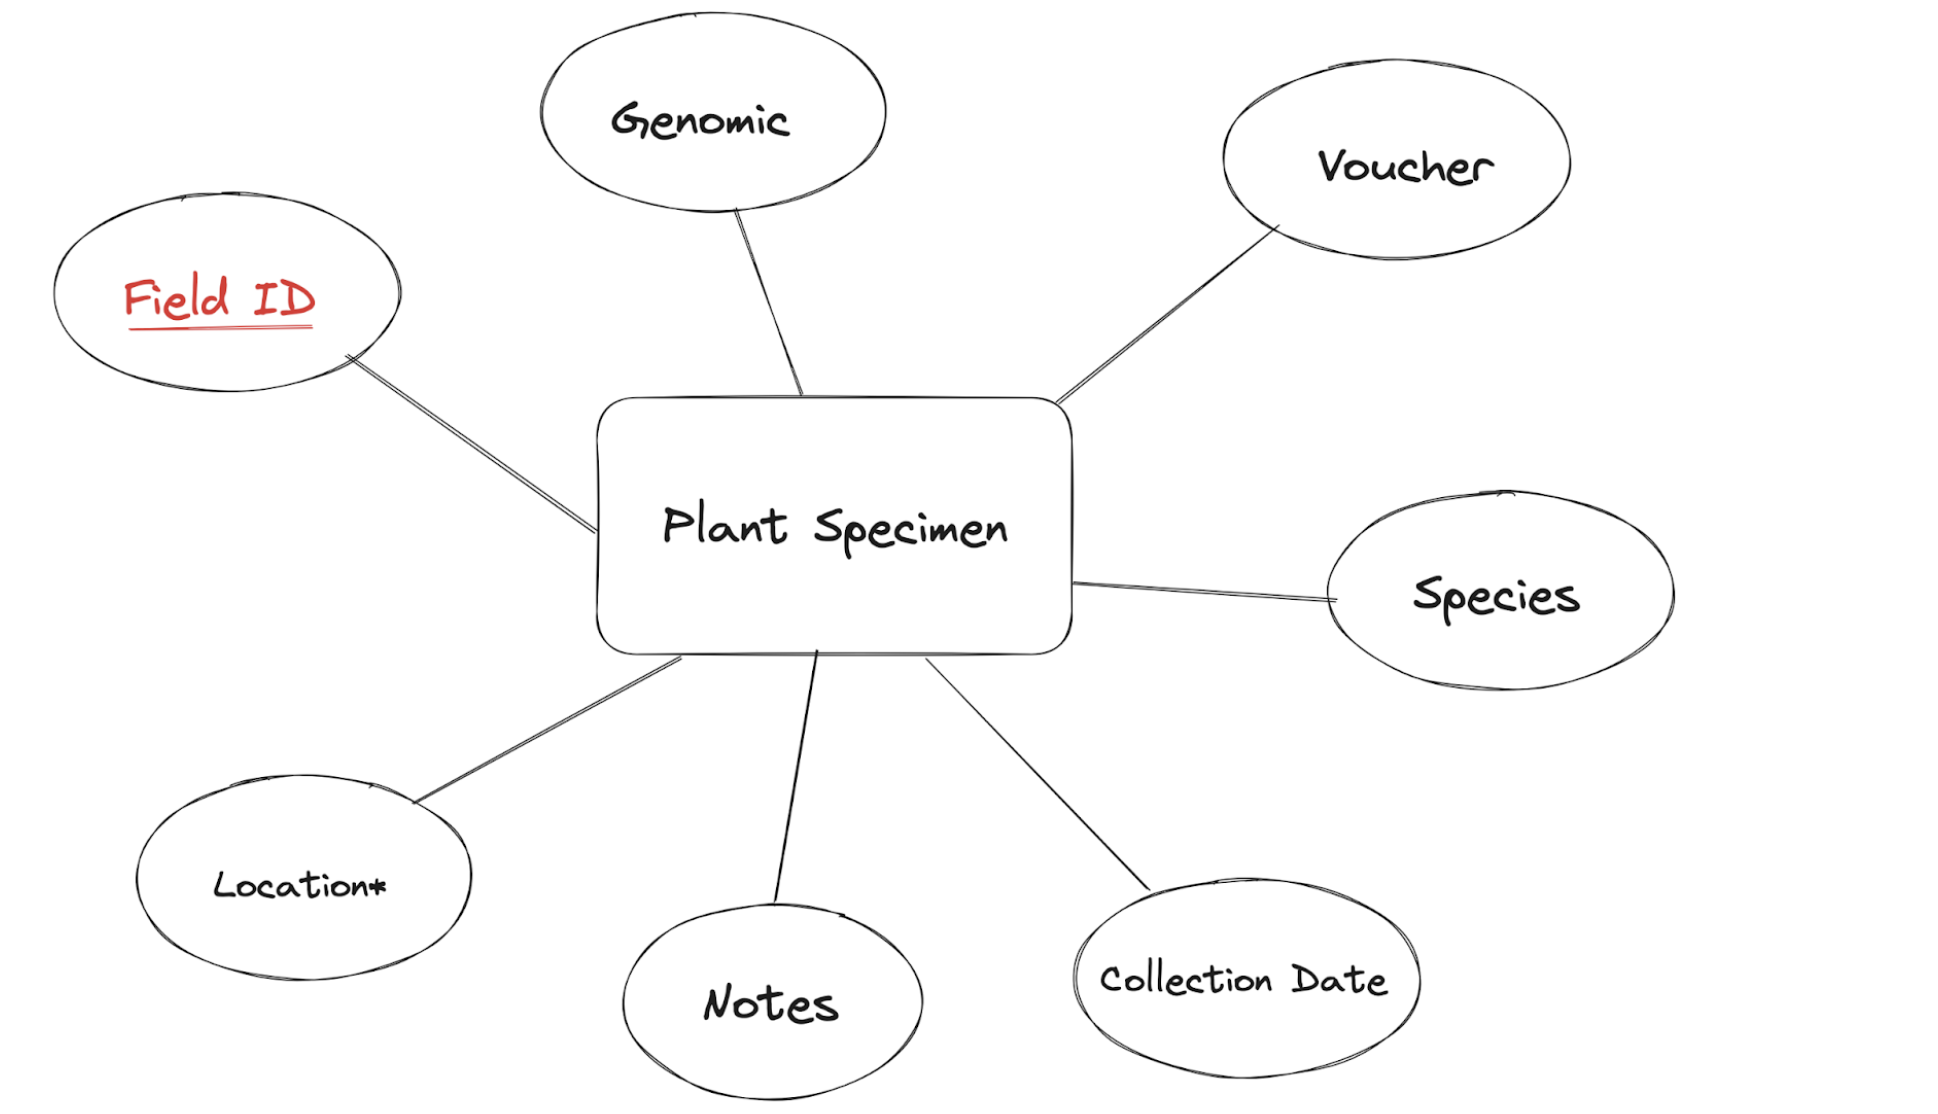 Genomic
Voucher
Field ID
Plant Specimen
Species
Location*
Notes
Collection Date